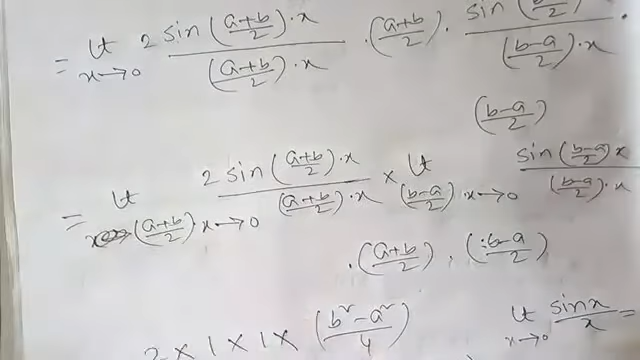 = lt x→0 2 sin((a+b)/2)·x / ((a+b)/2)·x ·((a+b)/2)· sin((b-a)/2)·x / ((b-a)/2)·x ·
((b-a)/2)
= lt ((a+b)/2)x→0 2 sin((a+b)/2)·x / ((a+b)/2)·x × lt ((b-a)/2)·x→0 sin((b-a)/2)x / ((b-a)/2)·x
·((a+b)/2)·((b-a)/2)
2×1×1×((b²-a²)/4) lt x→0 sinx/x =